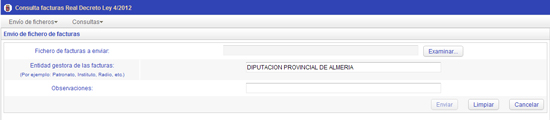 Consulta facturas Real Decreto Ley 4/2012
Envío de ficheros Consultas
Envío de fichero de facturas
Fichero de facturas a enviar: Examinar...
Entidad gestora de las facturas: DIPUTACION PROVINCIAL DE ALMERIA
(Por ejemplo: Patronato, Instituto, Radio, etc.)
Observaciones:
Enviar Limpiar Cancelar